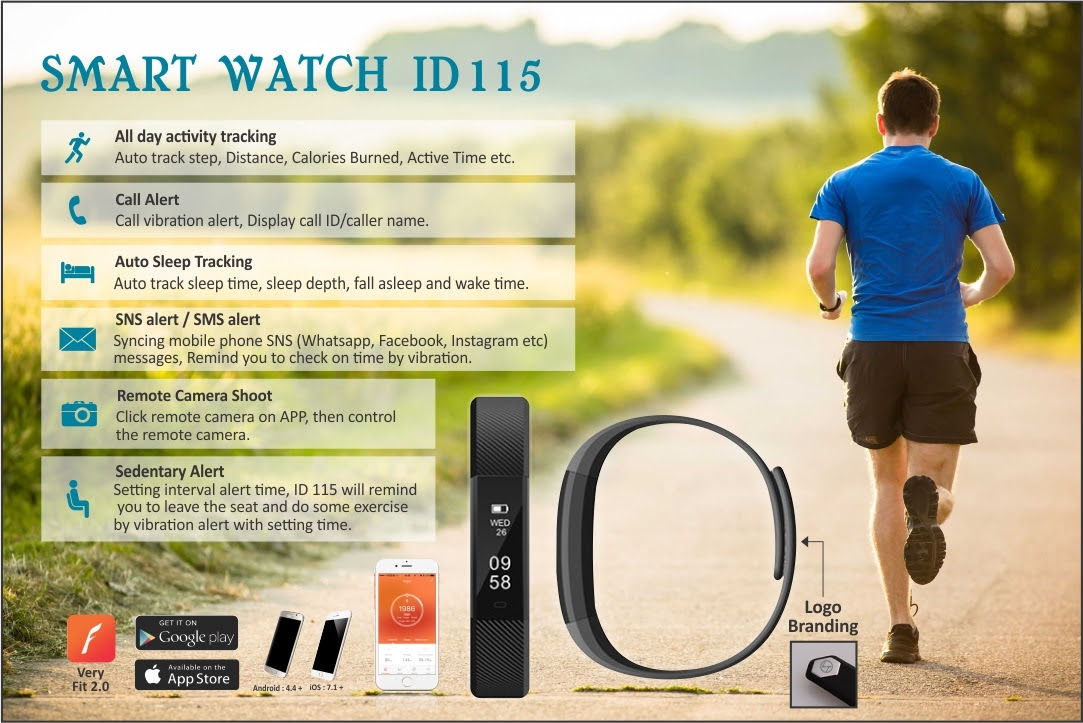 SMART WATCH ID115
All day activity tracking
Auto track step, Distance, Calories Burned, Active Time etc.
Call Alert
Call vibration alert, Display call ID/caller name.
Auto Sleep Tracking
Auto track sleep time, sleep depth, fall asleep and wake time.
SNS alert / SMS alert
Syncing mobile phone SNS (Whatsapp, Facebook, Instagram etc)
messages, Remind you to check on time by vibration.
Remote Camera Shoot
Click remote camera on APP, then control
the remote camera.
Sedentary Alert
Setting interval alert time, ID 115 will remind
you to leave the seat and do some exercise
by vibration alert with setting time.
WED
26
09
58
1986
Logo
Branding
Very
Fit 2.0
GET IT ON
Google play
Available on the
App Store
Android : 4.4 + iOS : 7.1 +